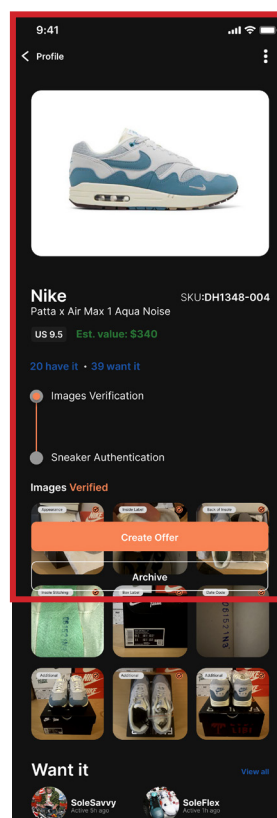 9:41
Profile
Nike
SKU:DH1348-004
Patta x Air Max 1 Aqua Noise
US 9.5 Est. value: $340
20 have it • 39 want it
Images Verification
Sneaker Authentication
Images Verified
Appearance Inside Label Back of Insole
Create Offer
Archive
Inside Stitching Box Label Date Code
Additional Additional Additional
Want it View all
SoleSavvy SoleFlex
Active 5h ago Active 1h ago